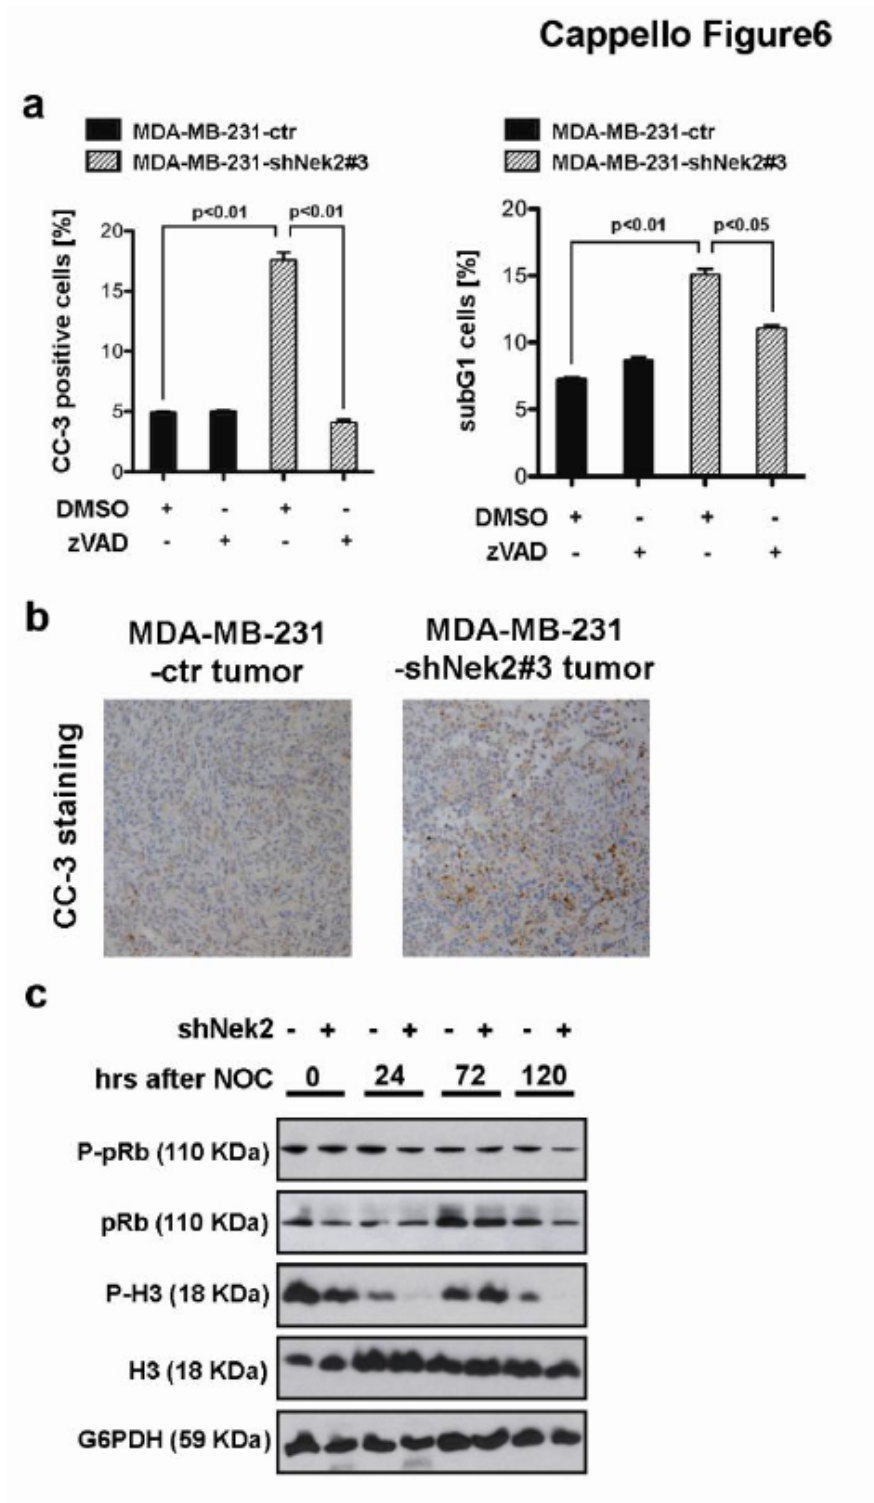 Cappello Figure6
a
MDA-MB-231-ctr
MDA-MB-231-shNek2#3
p<0.01 p<0.01
CC-3 positive cells [%]
20
15
10
5
0
DMSO + - + -
zVAD - + - +
MDA-MB-231-ctr
MDA-MB-231-shNek2#3
p<0.01 p<0.05
subG1 cells [%]
20
15
10
5
0
DMSO + - + -
zVAD - + - +
b
MDA-MB-231
-ctr tumor
MDA-MB-231
-shNek2#3 tumor
CC-3 staining
c
shNek2 - + - + - + - +
hrs after NOC 0 24 72 120
P-pRb (110 KDa)
pRb (110 KDa)
P-H3 (18 KDa)
H3 (18 KDa)
G6PDH (59 KDa)